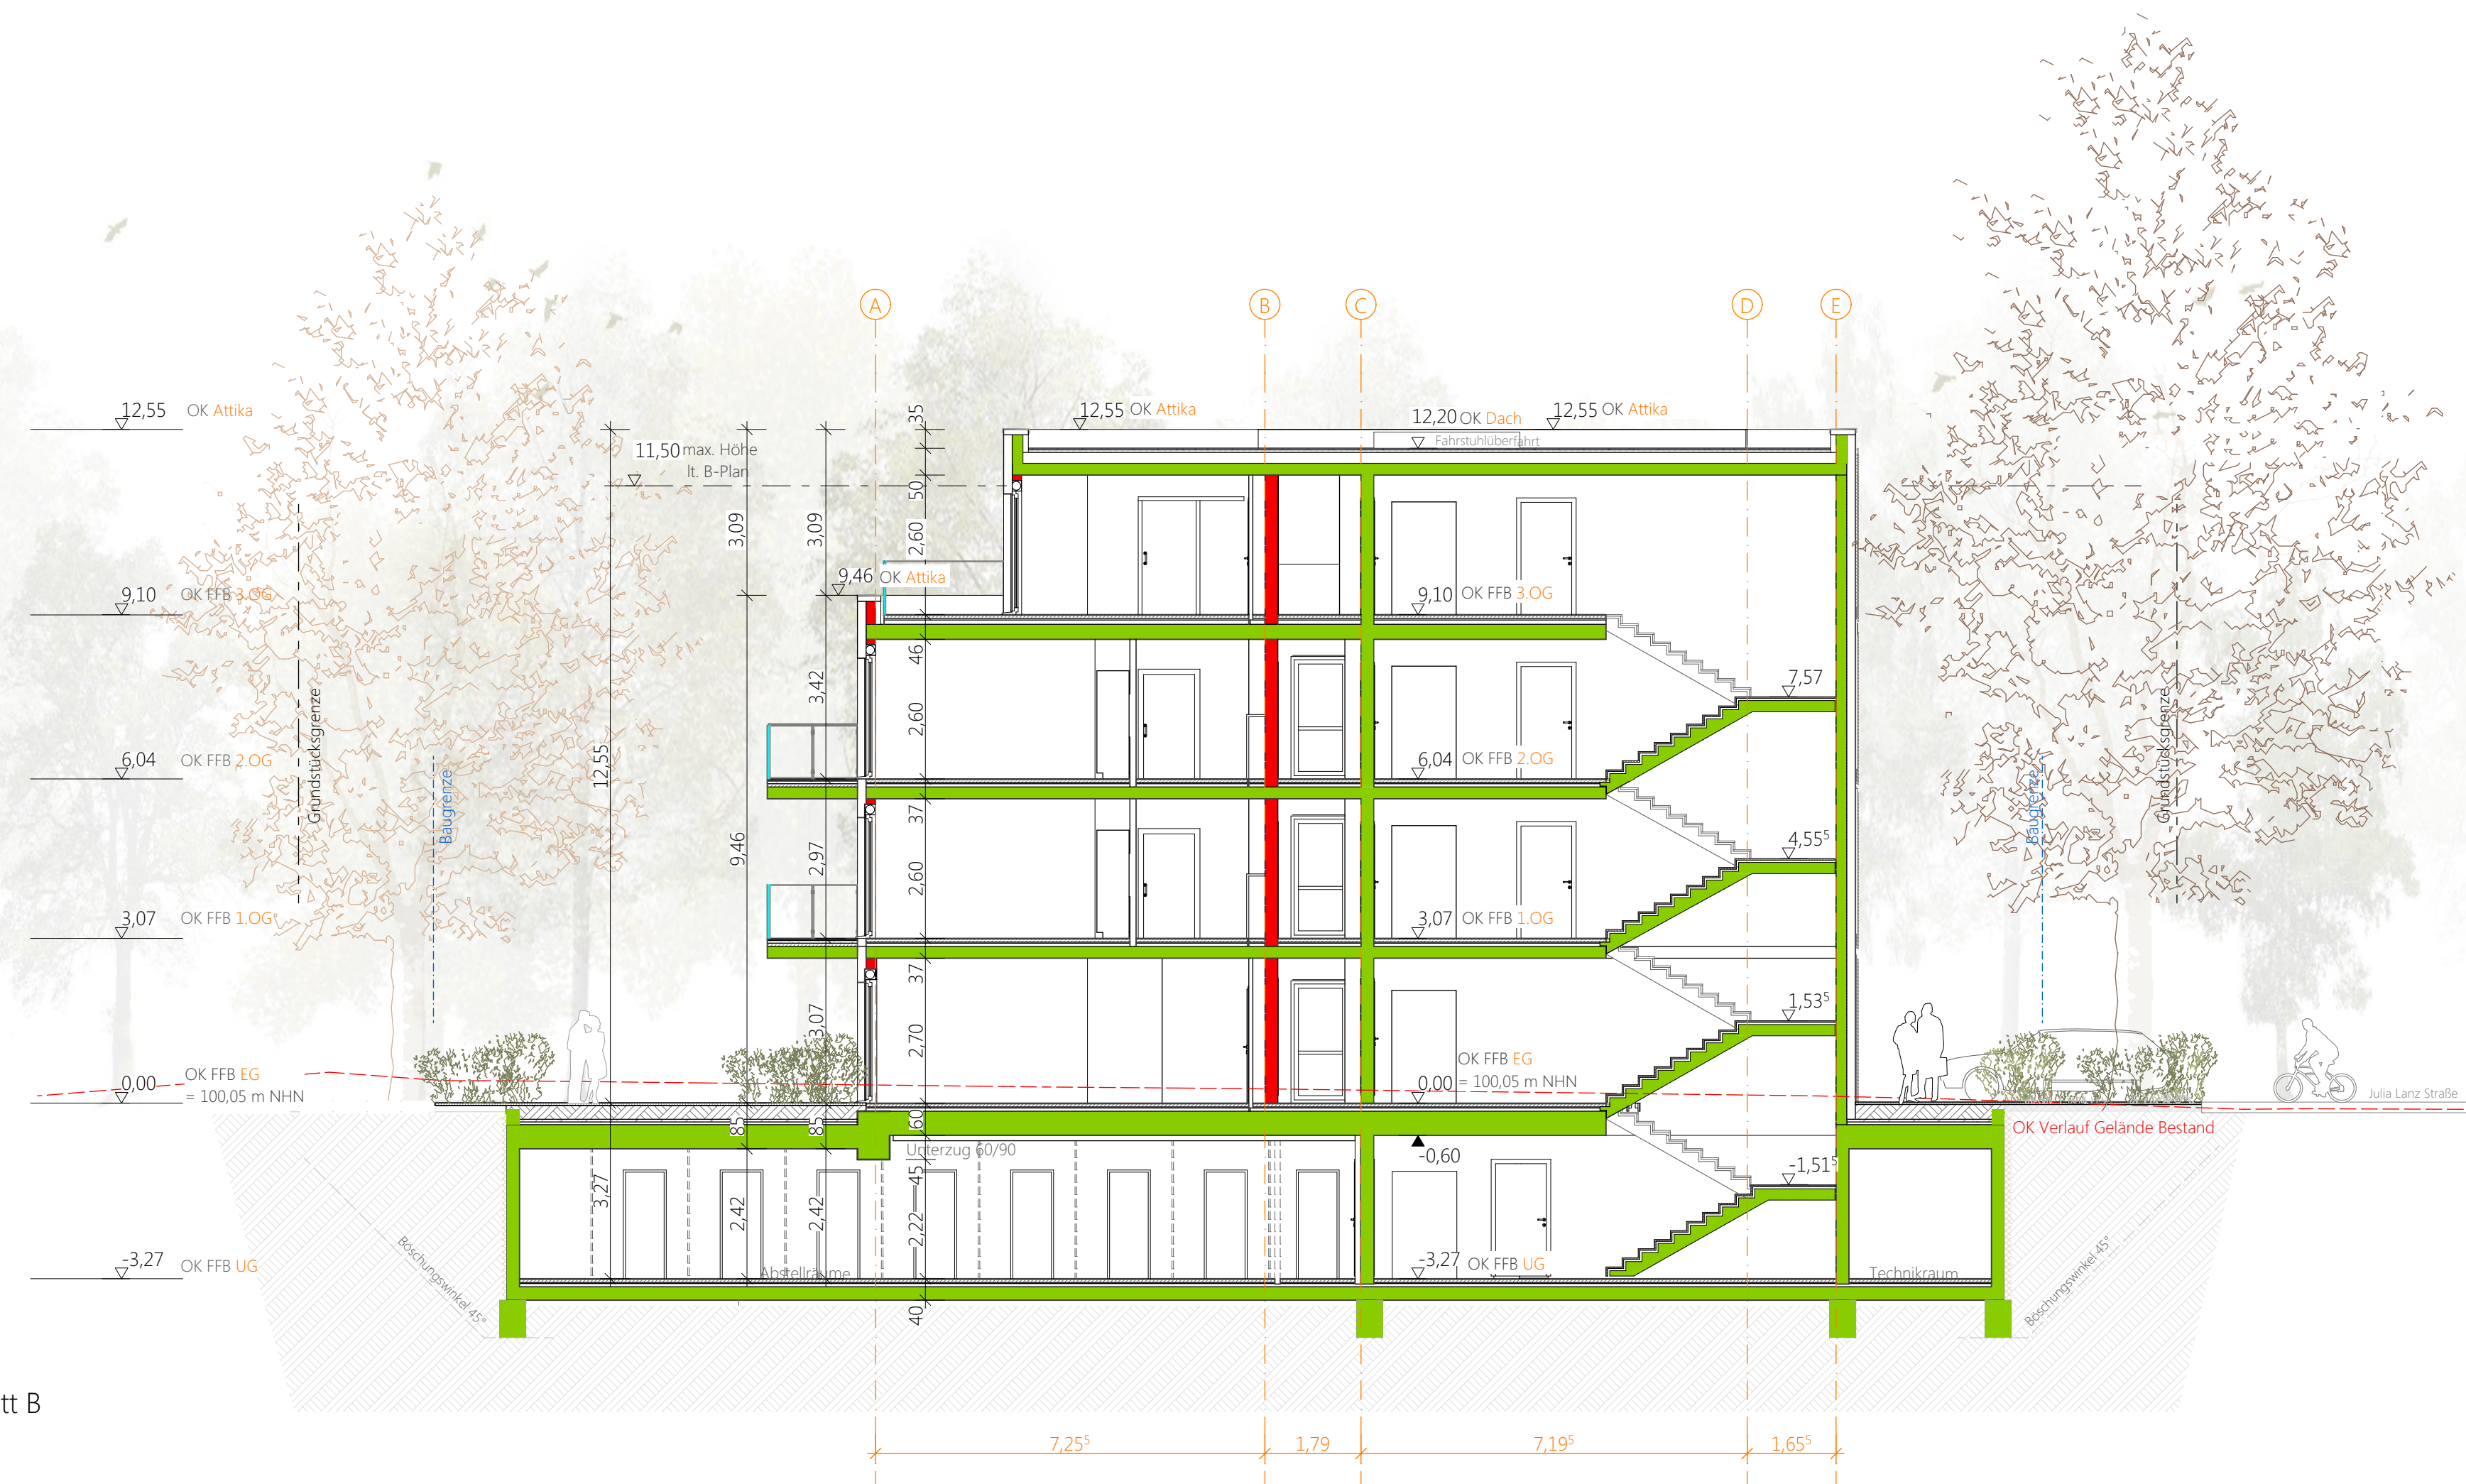 A
B
C
D
E
12,55 OK Attika
12,55 OK Attika
12,20 OK Dach
12,55 OK Attika
Fahrstuhlüberfahrt
35
11,50 max. Höhe
lt. B-Plan
50
3,09
3,09
2,60
9,46 OK Attika
9,10 OK FFB 3.OG
9,10 OK FFB 3.OG
46
3,42
7,57
Grundstücksgrenze
Grundstücksgrenze
2,60
12,55
6,04 OK FFB 2.OG
6,04 OK FFB 2.OG
Baugrenze
Baugrenze
37
9,46
2,97
4,55⁵
2,60
3,07 OK FFB 1.OG
3,07 OK FFB 1.OG
37
3,07
1,53⁵
2,70
OK FFB EG
0,00
= 100,05 m NHN
OK FFB EG
0,00 = 100,05 m NHN
Julia Lanz Straße
85
85
60
OK Verlauf Gelände Bestand
Unterzug 60/90
-0,60
-1,51⁵
45
3,27
2,42
2,42
2,22
-3,27 OK FFB UG
-3,27 OK FFB UG
Abstellräume
Technikraum
Böschungswinkel 45°
Böschungswinkel 45°
40
tt B
7,25⁵
1,79
7,19⁵
1,65⁵